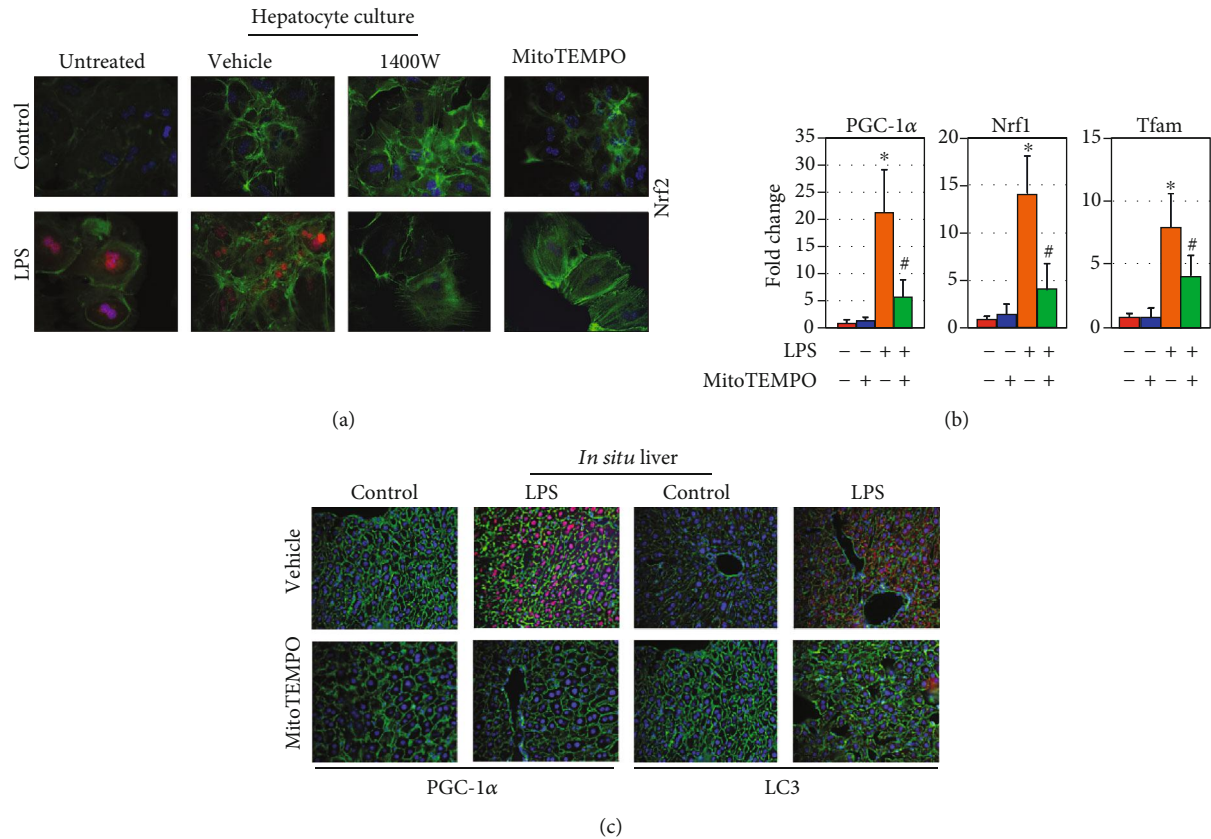 Hepatocyte culture
Untreated Vehicle 1400W MitoTEMPO
Control
LPS
Nrf2
(a)
PGC-1α Nrf1 Tfam
Fold change
35
30
25
20
15
10
5
0
20
15
10
5
0
15
10
5
0
* # * # * #
LPS − − + + − − + + − − + +
MitoTEMPO − + − + − + − + − + − +
(b)
In situ liver
Control LPS Control LPS
Vehicle
MitoTEMPO
PGC-1α LC3
(c)